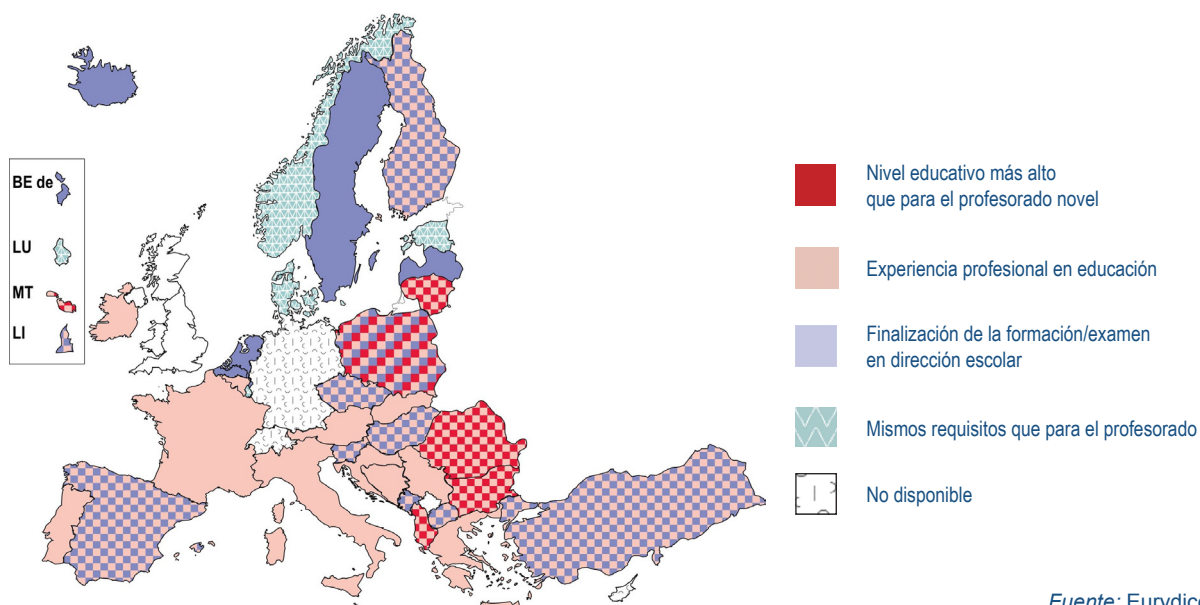 BE de
LU
MT
LI
Nivel educativo más alto
que para el profesorado novel
Experiencia profesional en educación
Finalización de la formación/examen
en dirección escolar
Mismos requisitos que para el profesorado
No disponible
Fuente: Eurydice